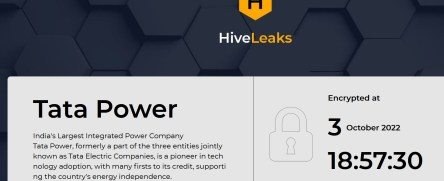 HiveLeaks
Tata Power
India's Largest Integrated Power Company
Tata Power, formerly a part of the three entities jointly
known as Tata Electric Companies, is a pioneer in tech
nology adoption, with many firsts to its credit, supporti
ng the country's energy independence.
Encrypted at
3 October 2022
18:57:30